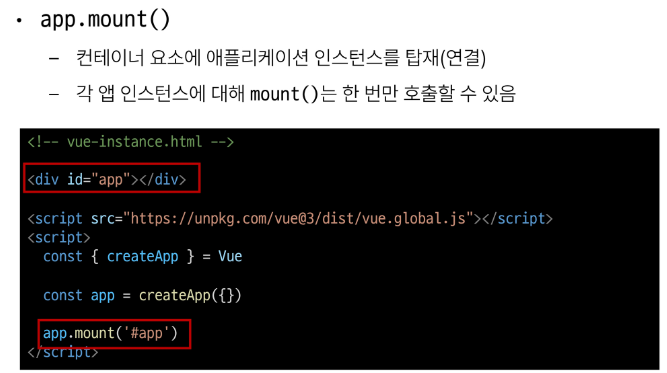 • app.mount()
– 컨테이너 요소에 애플리케이션 인스턴스를 탑재(연결)
– 각 앱 인스턴스에 대해 mount()는 한 번만 호출할 수 있음
<!-- vue-instance.html -->
<div id="app"></div>
<script src="https://unpkg.com/vue@3/dist/vue.global.js"></script>
<script>
const { createApp } = Vue
const app = createApp({})
app.mount('#app')
</script>